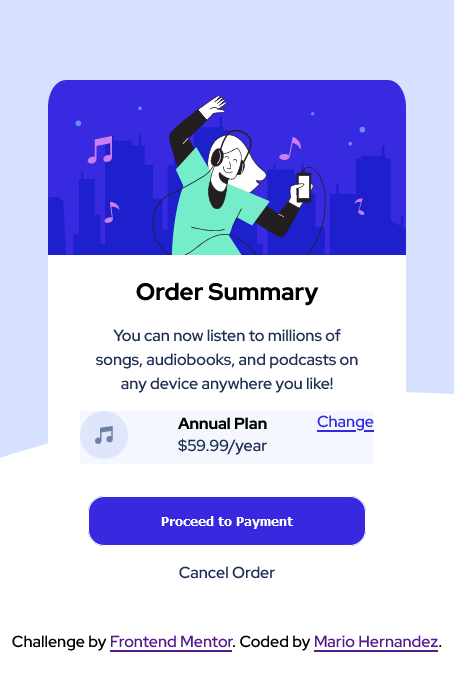 Order Summary
You can now listen to millions of
songs, audiobooks, and podcasts on
any device anywhere you like!
Annual Plan
$59.99/year
Change
Proceed to Payment
Cancel Order
Challenge by Frontend Mentor. Coded by Mario Hernandez.